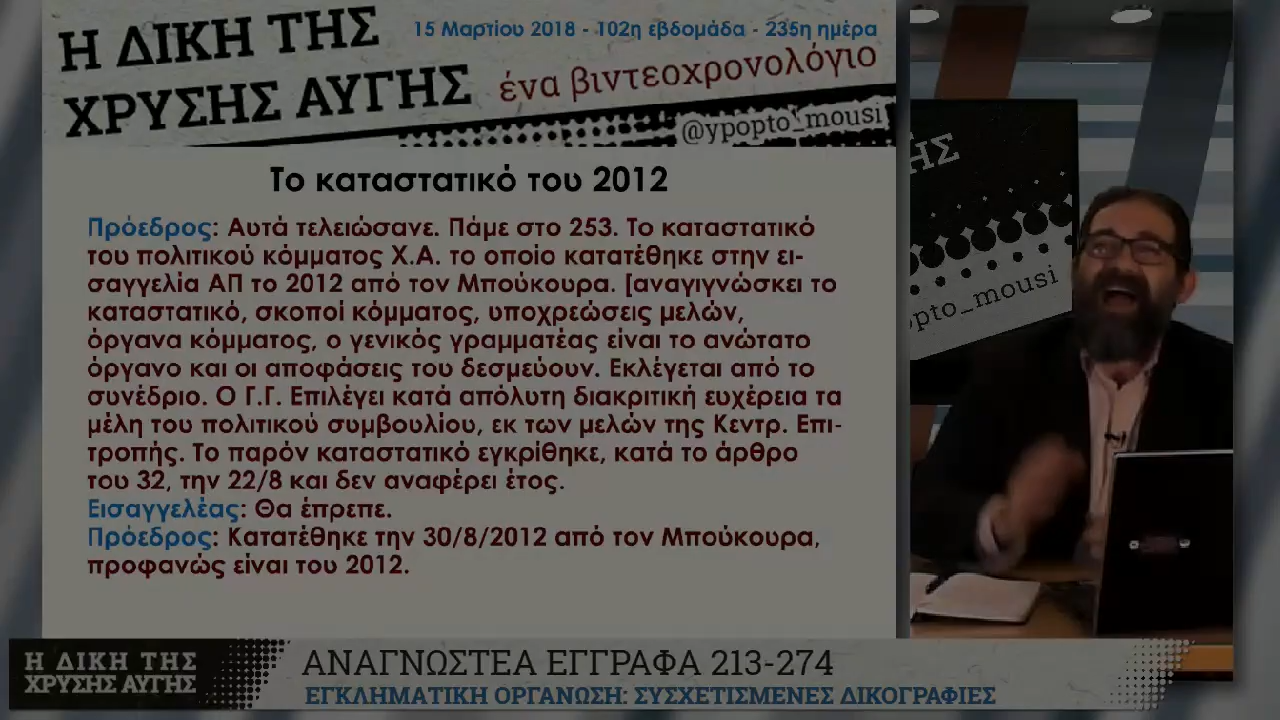 Η ΔΙΚΗ ΤΗΣ
ΧΡΥΣΗΣ ΑΥΓΗΣ
15 Μαρτίου 2018 - 102η εβδομάδα - 235η ημέρα
ένα βιντεοχρονολόγιο
@ypopto_mousi
Το καταστατικό του 2012
Πρόεδρος: Αυτά τελειώσανε. Πάμε στο 253. Το καταστατικό
του πολιτικού κόμματος Χ.Α. το οποίο κατατέθηκε στην ει-
σαγγελία ΑΠ το 2012 από τον Μπούκουρα. [αναγιγνώσκει το
καταστατικό, σκοποί κόμματος, υποχρεώσεις μελών,
όργανα κόμματος, ο γενικός γραμματέας είναι το ανώτατο
όργανο και οι αποφάσεις του δεσμεύουν. Εκλέγεται από το
συνέδριο. Ο Γ.Γ. Επιλέγει κατά απόλυτη διακριτική ευχέρεια τα
μέλη του πολιτικού συμβουλίου, εκ των μελών της Κεντρ. Επι-
τροπής. Το παρόν καταστατικό εγκρίθηκε, κατά το άρθρο
του 32, την 22/8 και δεν αναφέρει έτος.
Εισαγγελέας: Θα έπρεπε.
Πρόεδρος: Κατατέθηκε την 30/8/2012 από τον Μπούκουρα,
προφανώς είναι του 2012.
ΗΣ
opto_mousi
Η ΔΙΚΗ ΤΗΣ
ΧΡΥΣΗΣ ΑΥΓΗΣ
ΑΝΑΓΝΩΣΤΕΑ ΕΓΓΡΑΦΑ 213-274
ΕΓΚΛΗΜΑΤΙΚΗ ΟΡΓΑΝΩΣΗ: ΣΥΣΧΕΤΙΣΜΕΝΕΣ ΔΙΚΟΓΡΑΦΙΕΣ